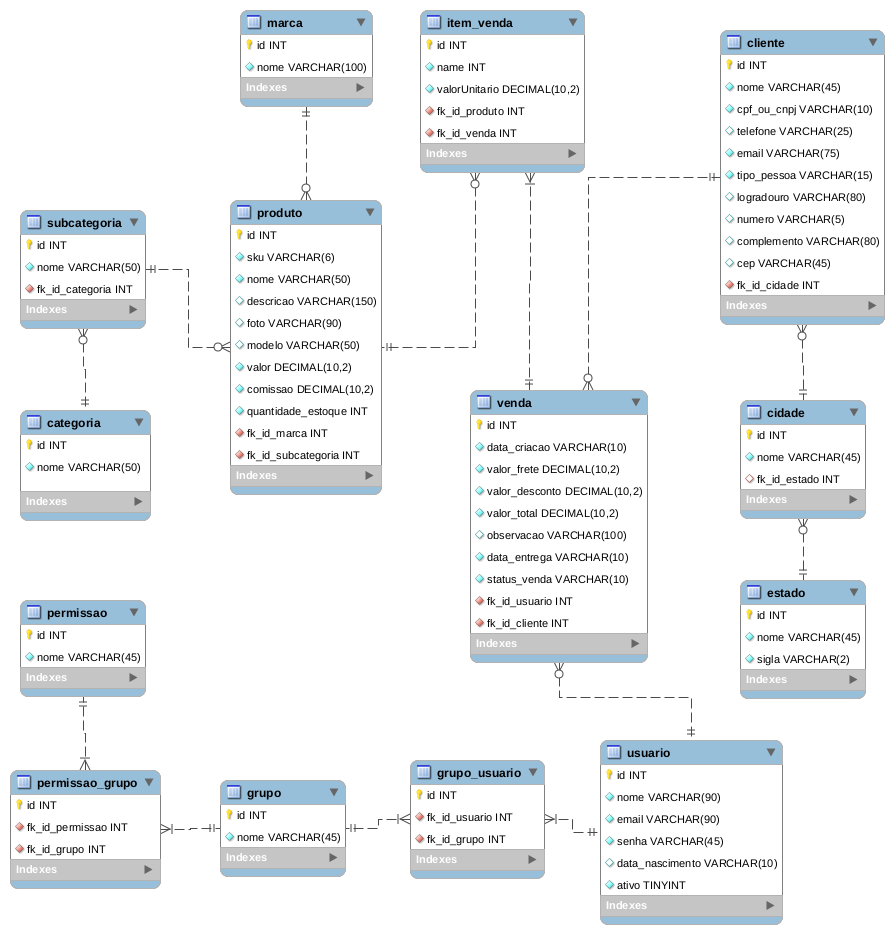 marca
id INT
nome VARCHAR(100)
Indexes
item_venda
id INT
name INT
valorUnitario DECIMAL(10,2)
fk_id_produto INT
fk_id_venda INT
Indexes
cliente
id INT
nome VARCHAR(45)
cpf_ou_cnpj VARCHAR(10)
telefone VARCHAR(25)
email VARCHAR(75)
tipo_pessoa VARCHAR(15)
logradouro VARCHAR(80)
numero VARCHAR(5)
complemento VARCHAR(80)
cep VARCHAR(45)
fk_id_cidade INT
Indexes
subcategoria
id INT
nome VARCHAR(50)
fk_id_categoria INT
Indexes
produto
id INT
sku VARCHAR(6)
nome VARCHAR(50)
descricao VARCHAR(150)
foto VARCHAR(90)
modelo VARCHAR(50)
valor DECIMAL(10,2)
comissao DECIMAL(10,2)
quantidade_estoque INT
fk_id_marca INT
fk_id_subcategoria INT
Indexes
categoria
id INT
nome VARCHAR(50)
Indexes
venda
id INT
data_criacao VARCHAR(10)
valor_frete DECIMAL(10,2)
valor_desconto DECIMAL(10,2)
valor_total DECIMAL(10,2)
observacao VARCHAR(100)
data_entrega VARCHAR(10)
status_venda VARCHAR(10)
fk_id_usuario INT
fk_id_cliente INT
Indexes
cidade
id INT
nome VARCHAR(45)
fk_id_estado INT
Indexes
estado
id INT
nome VARCHAR(45)
sigla VARCHAR(2)
Indexes
permissao
id INT
nome VARCHAR(45)
Indexes
permissao_grupo
id INT
fk_id_permissao INT
fk_id_grupo INT
Indexes
grupo
id INT
nome VARCHAR(45)
Indexes
grupo_usuario
id INT
fk_id_usuario INT
fk_id_grupo INT
Indexes
usuario
id INT
nome VARCHAR(90)
email VARCHAR(90)
senha VARCHAR(45)
data_nascimento VARCHAR(10)
ativo TINYINT
Indexes